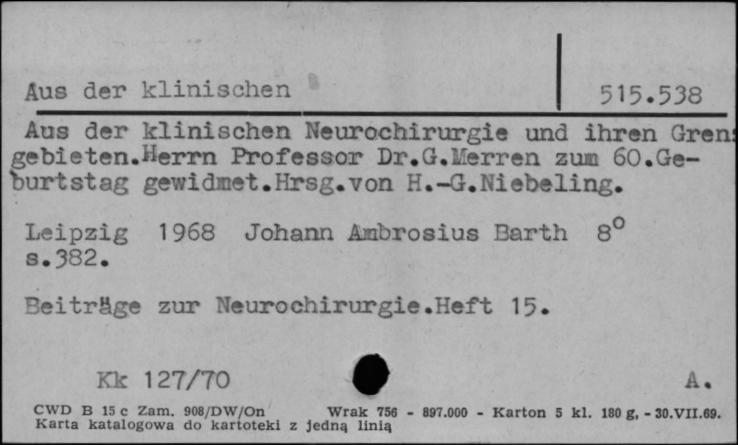 Aus der klinischen
515.538
Aus der klinischen Neurochirurgie und ihren Gren
gebieten.Herrn Professor Dr.G.Merren zum 60.Ge-
burtstag gewidmet.Hrsg.von H.-G.Niebeling.
Leipzig 1968 Johann Ambrosius Barth 8°
s.382.
Beiträge zur Neurochirurgie.Heft 15.
Kk 127/70
A.
CWD B 15 c Zam. 908/DW/On Wrak 756 - 897.000 - Karton 5 kl. 180 g, - 30.VII.69.
Karta katalogowa do kartoteki z jedną linią